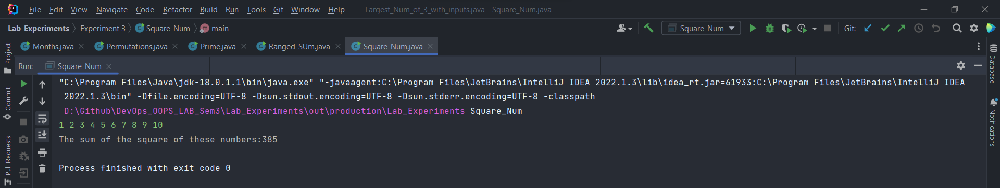 File Edit View Navigate Code Refactor Build Run Tools Git Window Help Largest_Num_of_3_with_inputs.java - Square_Num.java
Lab_Experiments Experiment 3 Square_Num main Square_Num Git:
Months.java Permutations.java Prime.java Ranged_SUm.java Square_Num.java
Run: Square_Num
"C:\Program Files\Java\jdk-18.0.1.1\bin\java.exe" "-javaagent:C:\Program Files\JetBrains\IntelliJ IDEA 2022.1.3\lib\idea_rt.jar=61933:C:\Program Files\JetBrains\IntelliJ IDEA
2022.1.3\bin" -Dfile.encoding=UTF-8 -Dsun.stdout.encoding=UTF-8 -Dsun.stderr.encoding=UTF-8 -classpath
D:\Github\DevOps_OOPS_LAB_Sem3\Lab_Experiments\out\production\Lab_Experiments Square_Num
1 2 3 4 5 6 7 8 9 10
The sum of the square of these numbers:385
Process finished with exit code 0
Project
Commit
Pull Requests
Database
Notifications